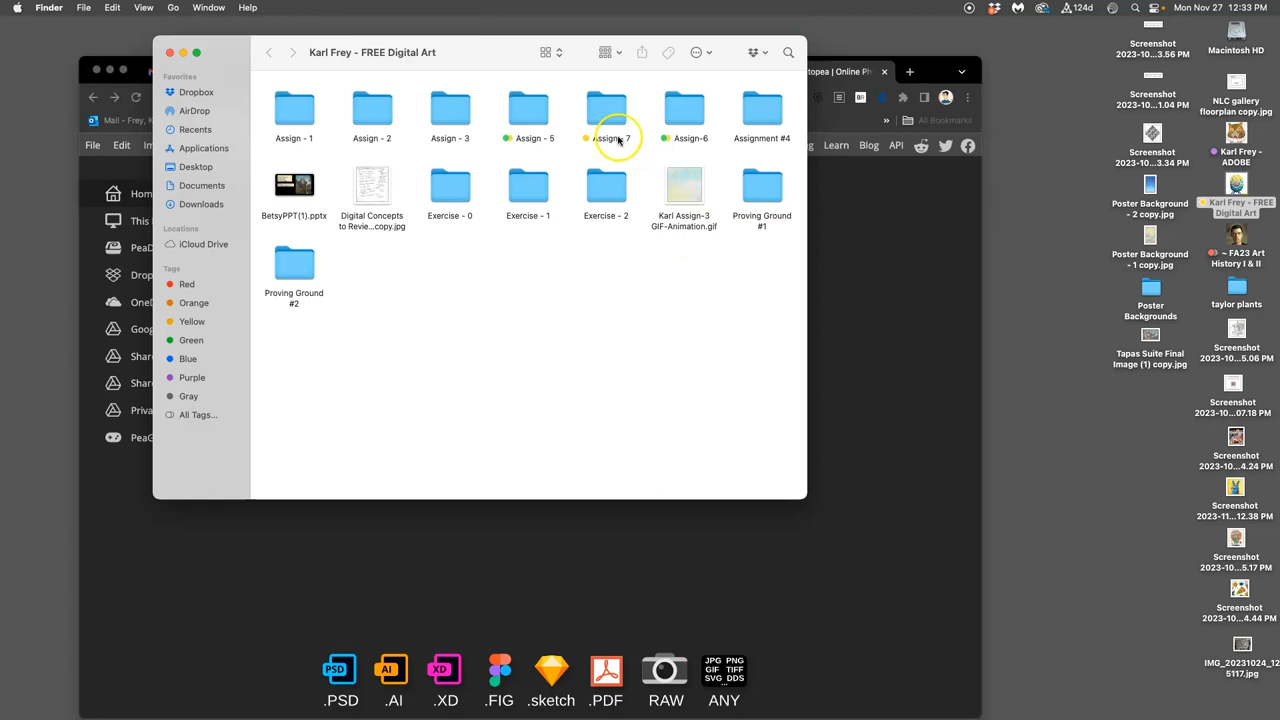 Finder File Edit View Go Window Help
124d Mon Nov 27 12:33 PM
Karl Frey - FREE Digital Art
Favorites
Dropbox
AirDrop
Recents
Applications
Desktop
Documents
Downloads
Locations
iCloud Drive
Tags
Red
Orange
Yellow
Green
Blue
Purple
Gray
All Tags...
Assign - 1
Assign - 2
Assign - 3
Assign - 5
Assign - 7
Assign-6
Assignment #4
BetsyPPT(1).pptx
Digital Concepts
to Revie...copy.jpg
Exercise - 0
Exercise - 1
Exercise - 2
Karl Assign-3
GIF-Animation.gif
Proving Ground
#1
Proving Ground
#2
Mail - Frey, K
All Bookmarks
File Edit
Learn Blog API
.PSD .AI .XD .FIG .sketch .PDF RAW ANY
JPG PNG
GIF TIFF
SVG DDS
Screenshot
2023-10...3.56 PM
Screenshot
2023-10...1.04 PM
Screenshot
2023-10...3.34 PM
Poster Background
- 2 copy.jpg
Poster Background
- 1 copy.jpg
Poster
Backgrounds
Tapas Suite Final
Image (1) copy.jpg
Macintosh HD
NLC gallery
floorplan copy.jpg
Karl Frey -
ADOBE
Karl Frey - FREE
Digital Art
~ FA23 Art
History I & II
taylor plants
Screenshot
2023-10...5.06 PM
Screenshot
2023-10...07.18 PM
Screenshot
2023-10...4.24 PM
Screenshot
2023-11...12.38 PM
Screenshot
2023-10...5.17 PM
Screenshot
2023-10...4.44 PM
IMG_20231024_12
5117.jpg